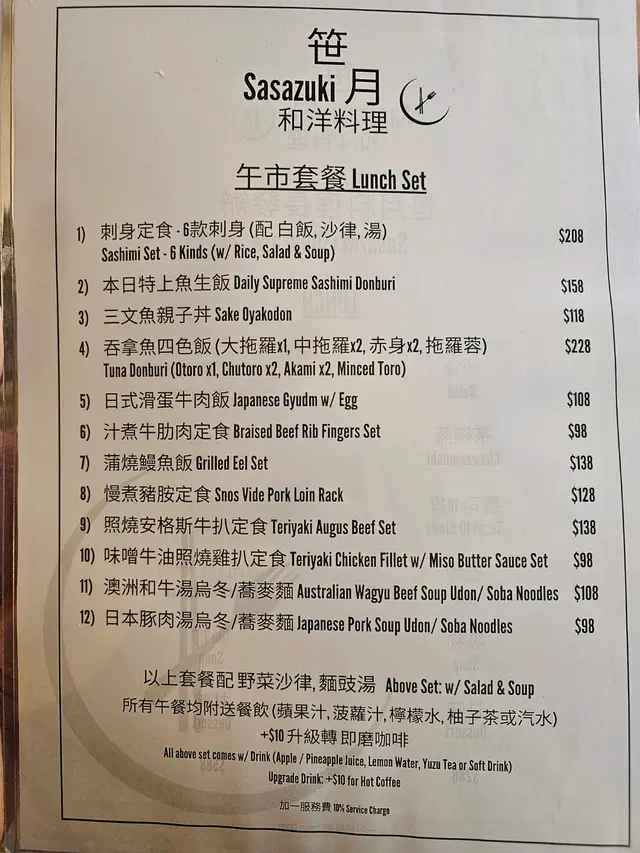 笹
Sasazuki 月
和洋料理
午市套餐 Lunch Set
1) 刺身定食 - 6款刺身 (配 白飯, 沙律, 湯) $208
Sashimi Set - 6 Kinds (w/ Rice, Salad & Soup)
2) 本日特上魚生飯 Daily Supreme Sashimi Donburi $158
3) 三文魚親子丼 Sake Oyakodon $118
4) 吞拿魚四色飯 (大拖羅x1, 中拖羅x2, 赤身x2, 拖羅蓉) $228
Tuna Donburi (Otoro x1, Chutoro x2, Akami x2, Minced Toro)
5) 日式滑蛋牛肉飯 Japanese Gyudm w/ Egg $108
6) 汁煮牛肋肉定食 Braised Beef Rib Fingers Set $98
7) 蒲燒鰻魚飯 Grilled Eel Set $138
8) 慢煮豬胺定食 Snos Vide Pork Loin Rack $128
9) 照燒安格斯牛扒定食 Teriyaki Augus Beef Set $138
10) 味噌牛油照燒雞扒定食 Teriyaki Chicken Fillet w/ Miso Butter Sauce Set $98
11) 澳洲和牛湯烏冬/蕎麥麵 Australian Wagyu Beef Soup Udon/ Soba Noodles $108
12) 日本豚肉湯烏冬/蕎麥麵 Japanese Pork Soup Udon/ Soba Noodles $98
以上套餐配 野菜沙律, 麵豉湯 Above Set: w/ Salad & Soup
所有午餐均附送餐飲 (蘋果汁, 菠蘿汁, 檸檬水, 柚子茶或汽水)
+$10 升級轉 即磨咖啡
All above set comes w/ Drink (Apple / Pineapple Juice, Lemon Water, Yuzu Tea or Soft Drink)
Upgrade Drink: +$10 for Hot Coffee
加一服務費 10% Service Charge